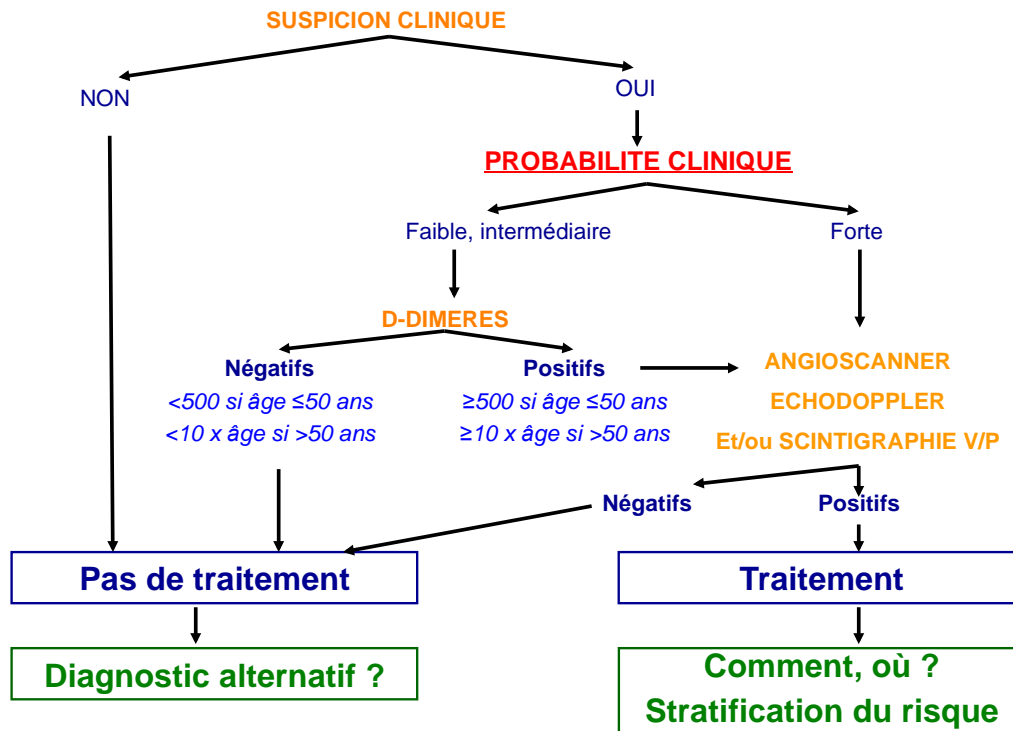 SUSPICION CLINIQUE
NON
OUI
PROBABILITE CLINIQUE
Faible, intermédiaire
Forte
D-DIMERES
Négatifs
<500 si âge ≤50 ans
<10 x âge si >50 ans
Positifs
≥500 si âge ≤50 ans
≥10 x âge si >50 ans
ANGIOSCANNER
ECHODOPPLER
Et/ou SCINTIGRAPHIE V/P
Négatifs
Positifs
Pas de traitement
Traitement
Diagnostic alternatif ?
Comment, où ?
Stratification du risque